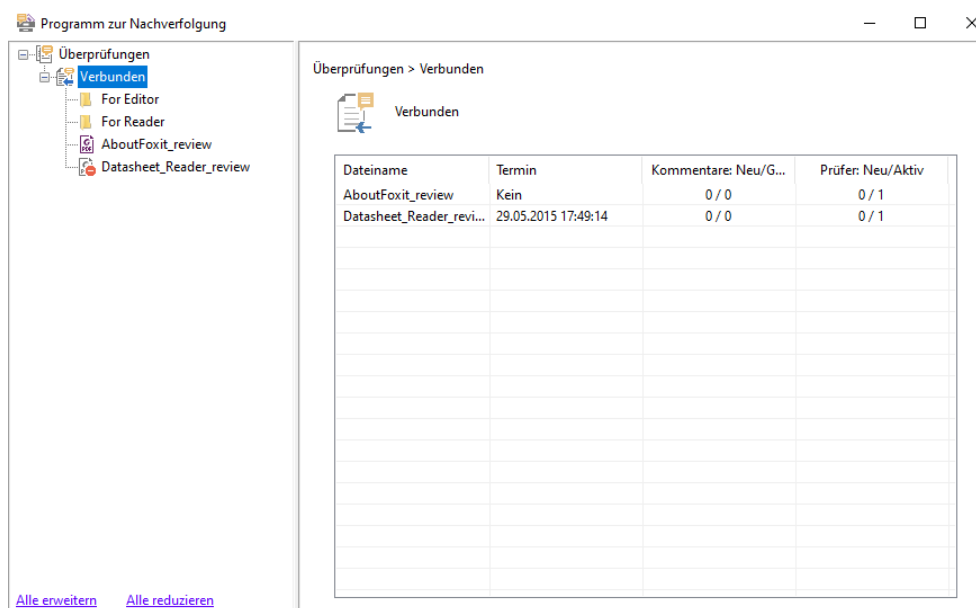 Programm zur Nachverfolgung
Überprüfungen
Verbunden
For Editor
For Reader
AboutFoxit_review
Datasheet_Reader_review
Alle erweitern Alle reduzieren
Überprüfungen > Verbunden
Verbunden
Dateiname Termin Kommentare: Neu/G... Prüfer: Neu/Aktiv
AboutFoxit_review Kein 0 / 0 0 / 1
Datasheet_Reader_revi... 29.05.2015 17:49:14 0 / 0 0 / 1